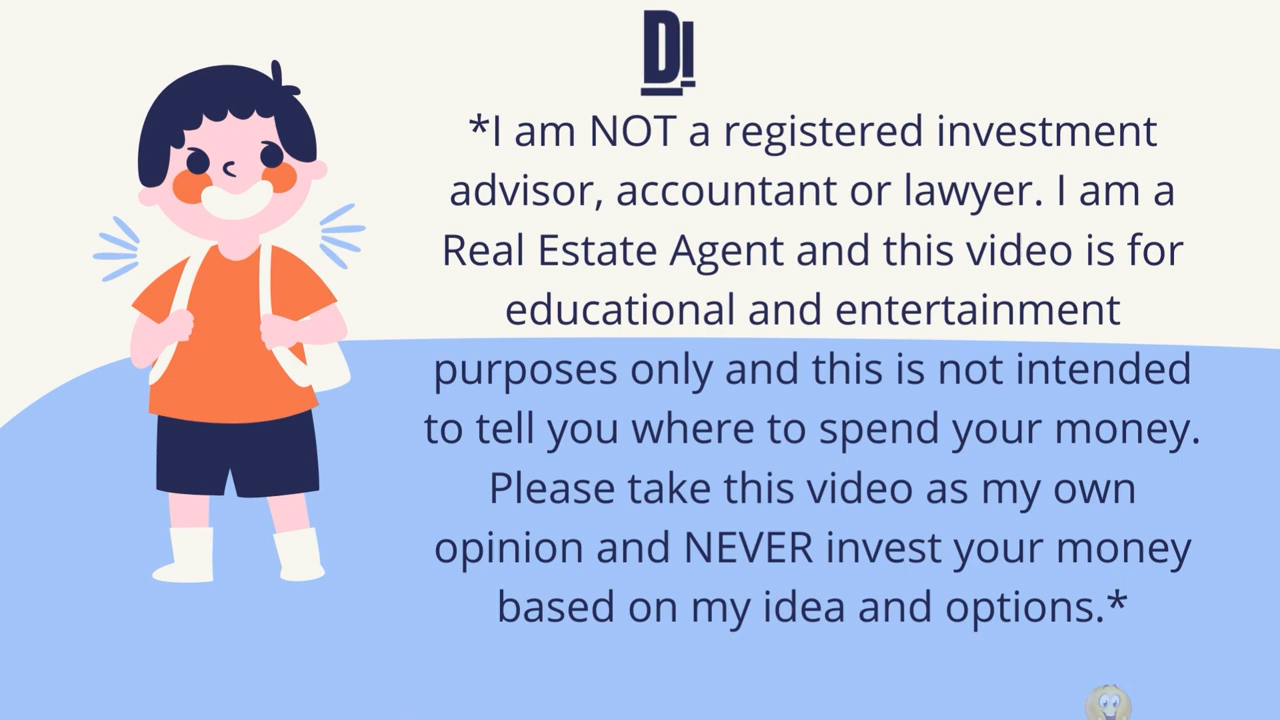 DI
*I am NOT a registered investment
advisor, accountant or lawyer. I am a
Real Estate Agent and this video is for
educational and entertainment
purposes only and this is not intended
to tell you where to spend your money.
Please take this video as my own
opinion and NEVER invest your money
based on my idea and options.*